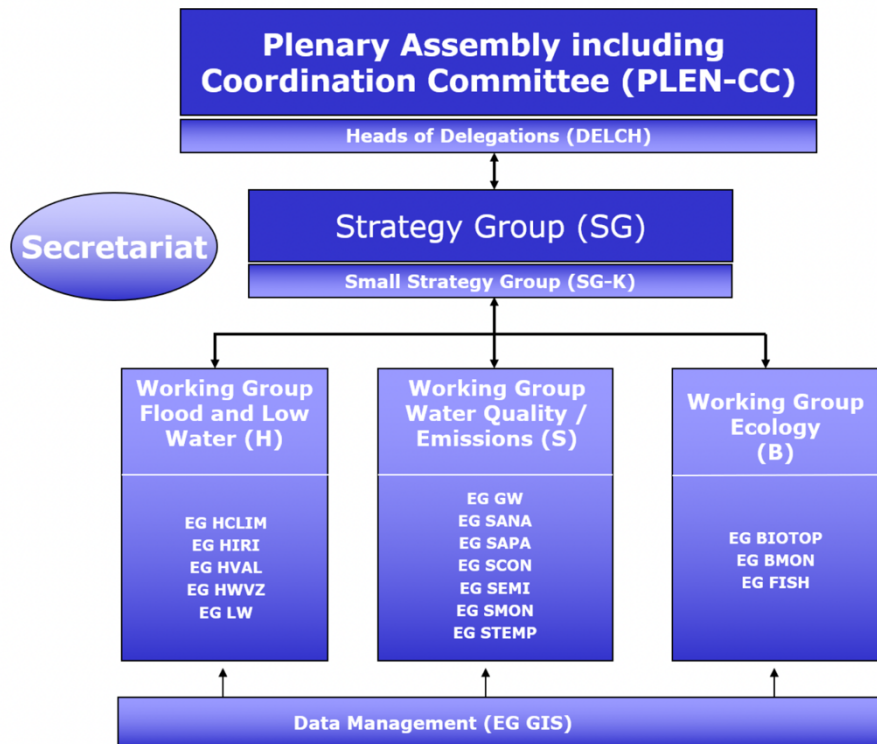 Plenary Assembly including
Coordination Committee (PLEN-CC)
Heads of Delegations (DELCH)
Secretariat
Strategy Group (SG)
Small Strategy Group (SG-K)
Working Group
Flood and Low
Water (H)
EG HCLIM
EG HIRI
EG HVAL
EG HWVZ
EG LW
Working Group
Water Quality /
Emissions (S)
EG GW
EG SANA
EG SAPA
EG SCON
EG SEMI
EG SMON
EG STEMP
Working Group
Ecology
(B)
EG BIOTOP
EG BMON
EG FISH
Data Management (EG GIS)